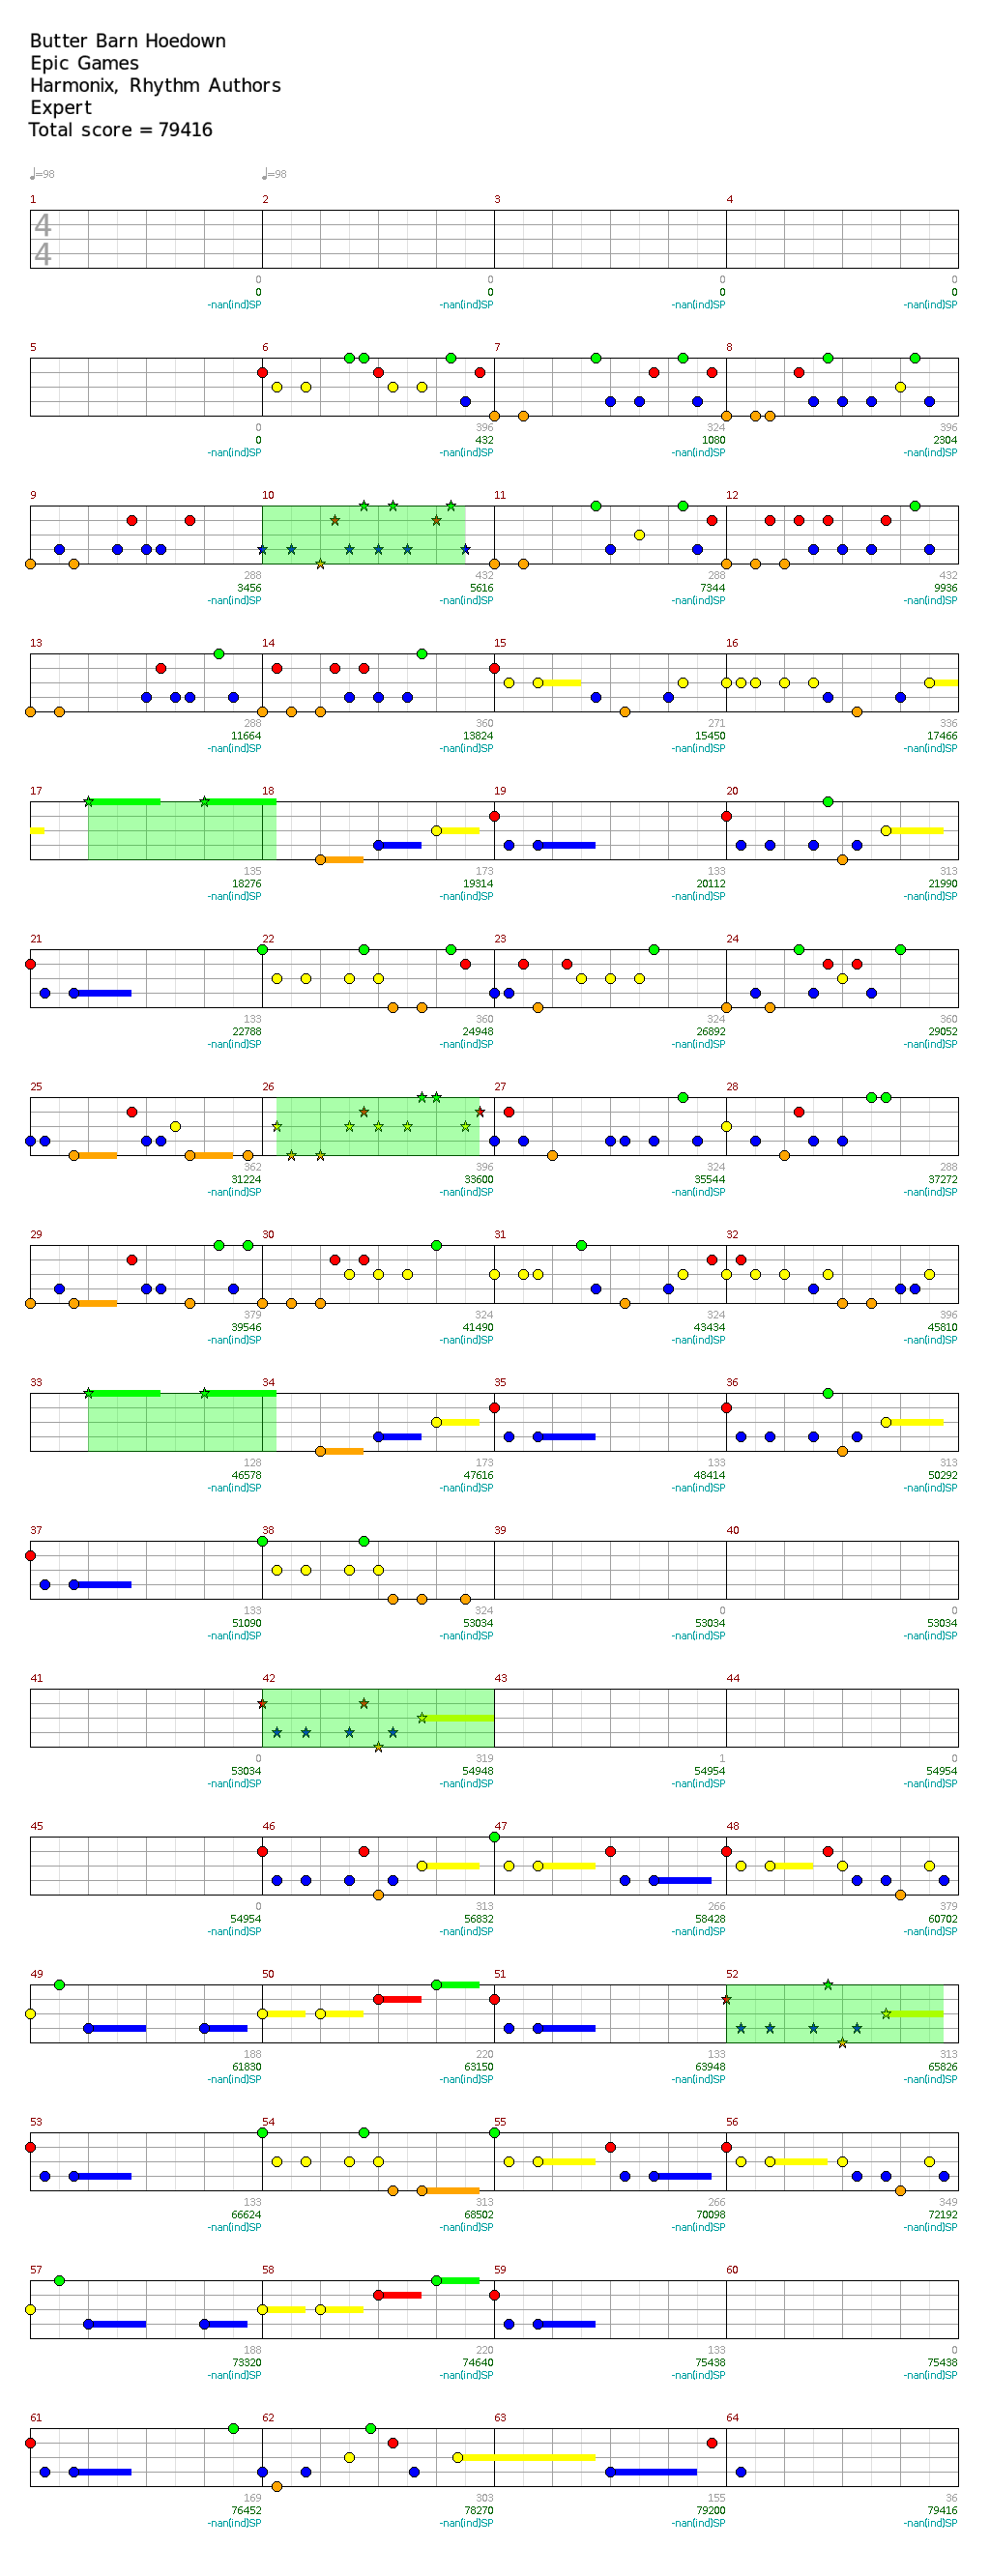 Butter Barn Hoedown
Epic Games
Harmonix, Rhythm Authors
Expert
Total score = 79416
♩=98 ♩=98
1 2 3 4
4
4
0 0 0 0
0 0 0 0
-nan(ind)SP -nan(ind)SP -nan(ind)SP -nan(ind)SP
5 6 7 8
0 396 324 396
0 432 1080 2304
-nan(ind)SP -nan(ind)SP -nan(ind)SP -nan(ind)SP
9 10 11 12
288 432 288 432
3456 5616 7344 9936
-nan(ind)SP -nan(ind)SP -nan(ind)SP -nan(ind)SP
13 14 15 16
288 360 271 336
11664 13824 15450 17466
-nan(ind)SP -nan(ind)SP -nan(ind)SP -nan(ind)SP
17 18 19 20
135 173 133 313
18276 19314 20112 21990
-nan(ind)SP -nan(ind)SP -nan(ind)SP -nan(ind)SP
21 22 23 24
133 360 324 360
22788 24948 26892 29052
-nan(ind)SP -nan(ind)SP -nan(ind)SP -nan(ind)SP
25 26 27 28
362 396 324 288
31224 33600 35544 37272
-nan(ind)SP -nan(ind)SP -nan(ind)SP -nan(ind)SP
29 30 31 32
379 324 324 396
39546 41490 43434 45810
-nan(ind)SP -nan(ind)SP -nan(ind)SP -nan(ind)SP
33 34 35 36
128 173 133 313
46578 47616 48414 50292
-nan(ind)SP -nan(ind)SP -nan(ind)SP -nan(ind)SP
37 38 39 40
133 324 0 0
51090 53034 53034 53034
-nan(ind)SP -nan(ind)SP -nan(ind)SP -nan(ind)SP
41 42 43 44
0 319 1 0
53034 54948 54954 54954
-nan(ind)SP -nan(ind)SP -nan(ind)SP -nan(ind)SP
45 46 47 48
0 313 266 379
54954 56832 58428 60702
-nan(ind)SP -nan(ind)SP -nan(ind)SP -nan(ind)SP
49 50 51 52
188 220 133 313
61830 63150 63948 65826
-nan(ind)SP -nan(ind)SP -nan(ind)SP -nan(ind)SP
53 54 55 56
133 313 266 349
66624 68502 70098 72192
-nan(ind)SP -nan(ind)SP -nan(ind)SP -nan(ind)SP
57 58 59 60
188 220 133 0
73320 74640 75438 75438
-nan(ind)SP -nan(ind)SP -nan(ind)SP -nan(ind)SP
61 62 63 64
169 303 155 36
76452 78270 79200 79416
-nan(ind)SP -nan(ind)SP -nan(ind)SP -nan(ind)SP